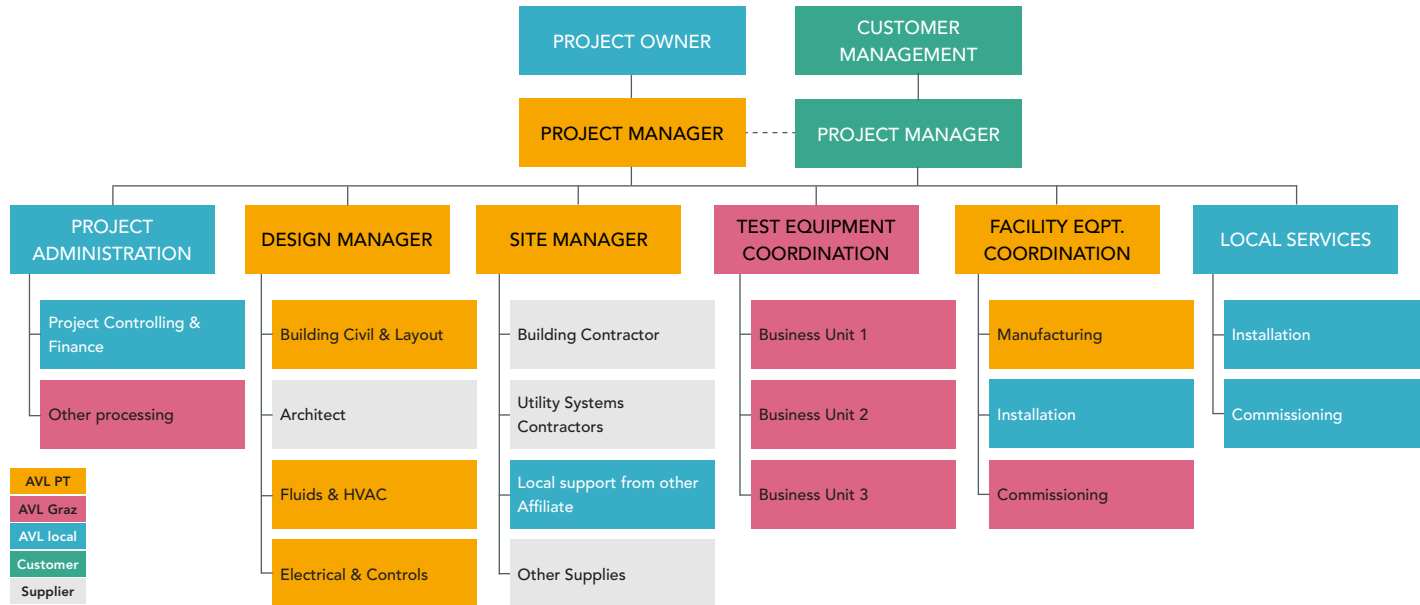 PROJECT OWNER
CUSTOMER
MANAGEMENT
PROJECT MANAGER
PROJECT MANAGER
PROJECT
ADMINISTRATION
DESIGN MANAGER
SITE MANAGER
TEST EQUIPMENT
COORDINATION
FACILITY EQPT.
COORDINATION
LOCAL SERVICES
Project Controlling &
Finance
Other processing
Building Civil & Layout
Architect
Fluids & HVAC
Electrical & Controls
Building Contractor
Utility Systems
Contractors
Local support from other
Affiliate
Other Supplies
Business Unit 1
Business Unit 2
Business Unit 3
Manufacturing
Installation
Commissioning
Installation
Commissioning
AVL PT
AVL Graz
AVL local
Customer
Supplier